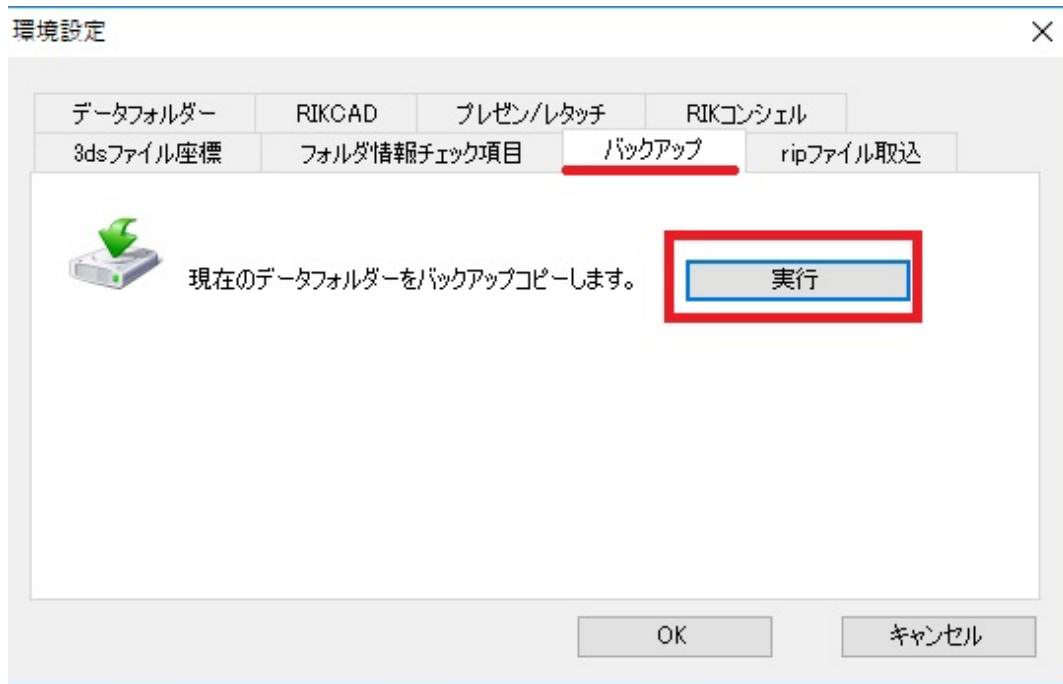 環境設定
データフォルダー RIKCAD プレゼン/レタッチ RIKコンシェル
3dsファイル座標 フォルダ情報チェック項目 バックアップ ripファイル取込
現在のデータフォルダーをバックアップコピーします。 実行
OK キャンセル